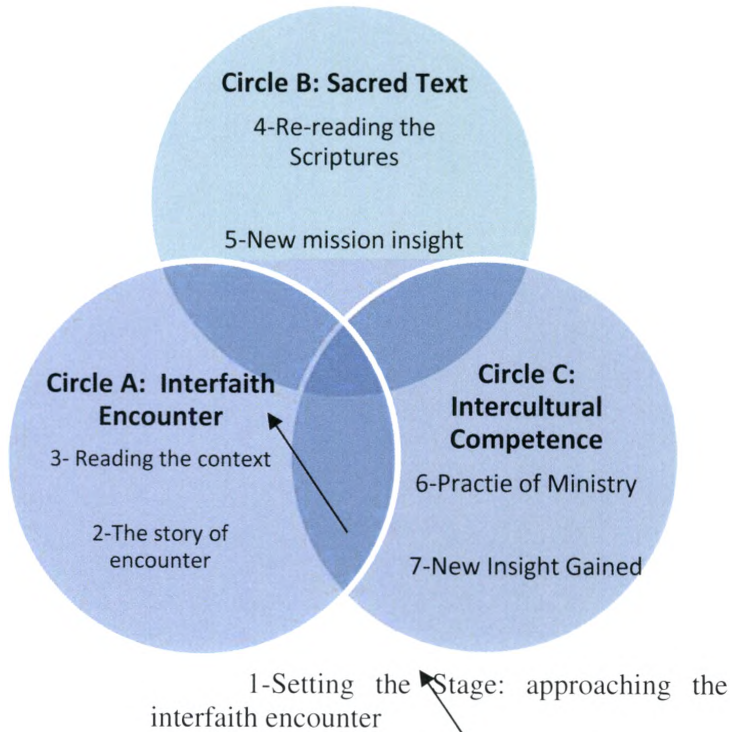 Circle B: Sacred Text
4-Re-reading the
Scriptures
5-New mission insight
Circle A: Interfaith
Encounter
3- Reading the context
2-The story of
encounter
Circle C:
Intercultural
Competence
6-Practie of Ministry
7-New Insight Gained
1-Setting the Stage: approaching the
interfaith encounter